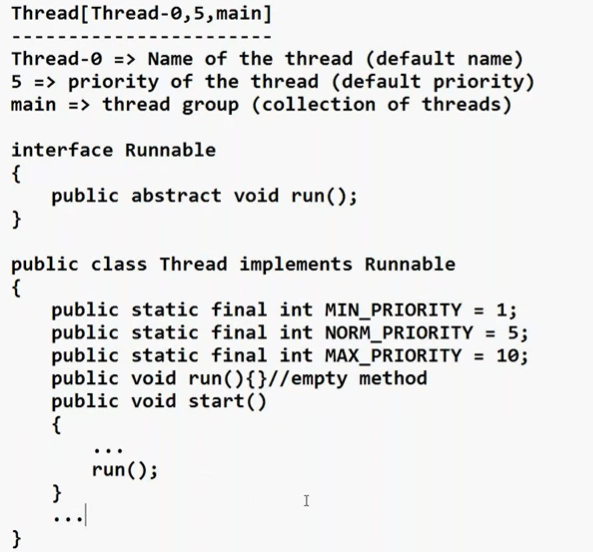 Thread[Thread-0,5,main]
-----------------------
Thread-0 => Name of the thread (default name)
5 => priority of the thread (default priority)
main => thread group (collection of threads)

interface Runnable
{
    public abstract void run();
}

public class Thread implements Runnable
{
    public static final int MIN_PRIORITY = 1;
    public static final int NORM_PRIORITY = 5;
    public static final int MAX_PRIORITY = 10;
    public void run(){}//empty method
    public void start()
    {
        ...
        run();
    }
    ...
}